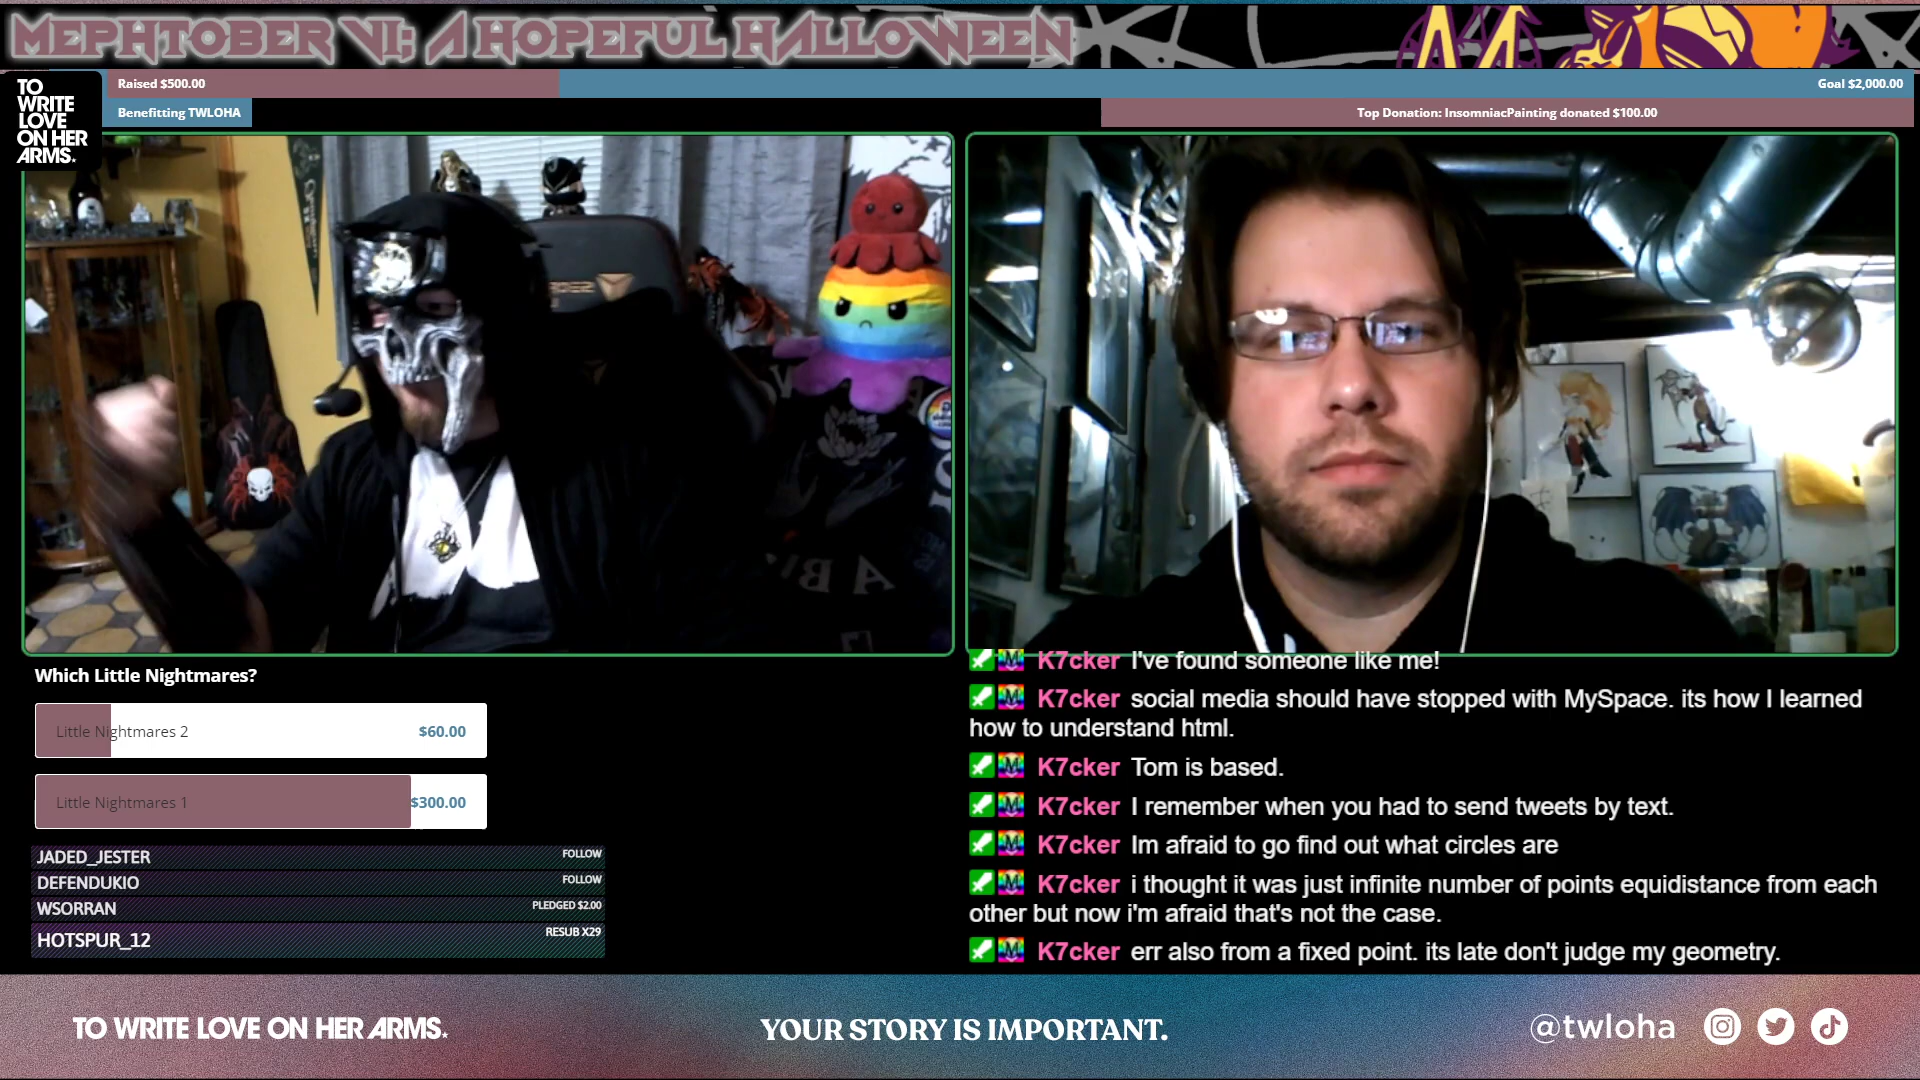 MEPHTOBER VI: A HOPEFUL HALLOWEEN
TO
WRITE
LOVE
ON HER
ARMS.
Raised $500.00
Goal $2,000.00
Benefitting TWLOHA
Top Donation: InsomniacPainting donated $100.00
Which Little Nightmares?
Little Nightmares 2 $60.00
Little Nightmares 1 $300.00
JADED_JESTER FOLLOW
DEFENDUKIO FOLLOW
WSORRAN PLEDGED $2.00
HOTSPUR_12 RESUB X29
K7cker I've found someone like me!
K7cker social media should have stopped with MySpace. its how I learned
how to understand html.
K7cker Tom is based.
K7cker I remember when you had to send tweets by text.
K7cker Im afraid to go find out what circles are
K7cker i thought it was just infinite number of points equidistance from each
other but now i'm afraid that's not the case.
K7cker err also from a fixed point. its late don't judge my geometry.
TO WRITE LOVE ON HER ARMS.
YOUR STORY IS IMPORTANT.
@twloha